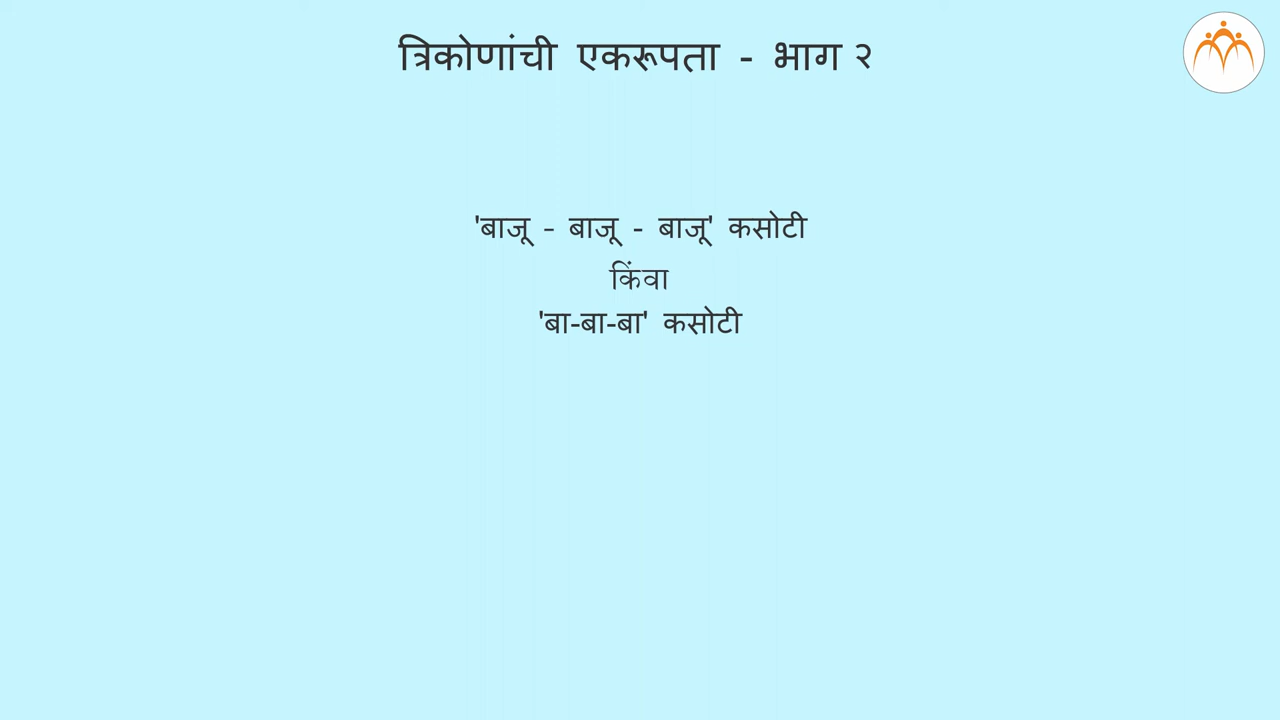 त्रिकोणांची एकरूपता - भाग २
'बाजू - बाजू - बाजू' कसोटी
किंवा
'बा-बा-बा' कसोटी